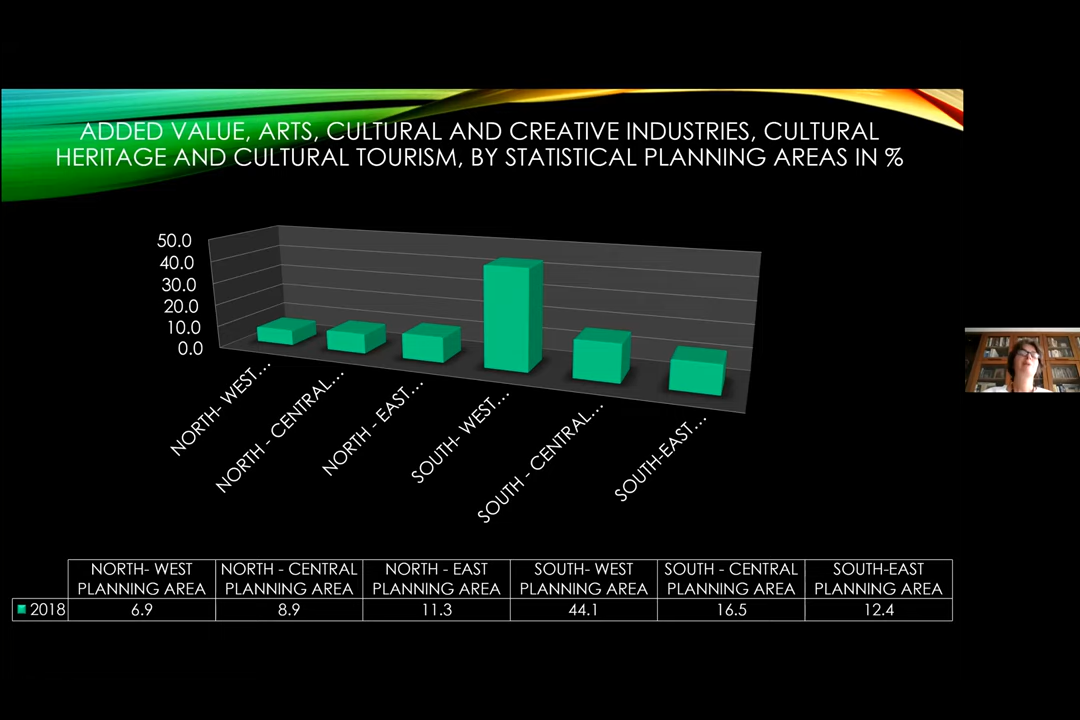 ADDED VALUE, ARTS, CULTURAL AND CREATIVE INDUSTRIES, CULTURAL
HERITAGE AND CULTURAL TOURISM, BY STATISTICAL PLANNING AREAS IN %
50.0
40.0
30.0
20.0
10.0
0.0
NORTH- WEST...
NORTH - CENTRAL...
NORTH - EAST...
SOUTH- WEST...
SOUTH - CENTRAL...
SOUTH-EAST...
NORTH- WEST PLANNING AREA
NORTH - CENTRAL PLANNING AREA
NORTH - EAST PLANNING AREA
SOUTH- WEST PLANNING AREA
SOUTH - CENTRAL PLANNING AREA
SOUTH-EAST PLANNING AREA
2018 6.9 8.9 11.3 44.1 16.5 12.4